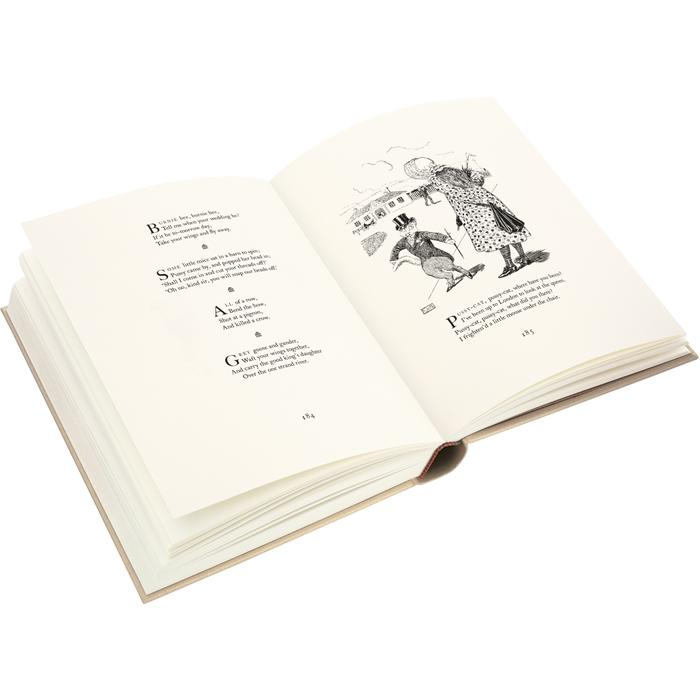 BURNIE bee, burnie bee,
Tell me when your wedding be?
If it be to-morrow day,
Take your wings and fly away.
SOME little mice sat in a barn to spin;
Pussy came by, and popped her head in;
'Shall I come in and cut your threads off?'
'Oh no, kind sir, you will snap our heads off!'
ALL of a row,
Bend the bow,
Shot at a pigeon,
And killed a crow.
GREY goose and gander,
Waft your wings together,
And carry the good king's daughter
Over the one strand river.
184
PUSSY-CAT, pussy-cat, where have you been?
I've been up to London to look at the queen.
Pussy-cat, pussy-cat, what did you there?
I frighten'd a little mouse under the chair.
185